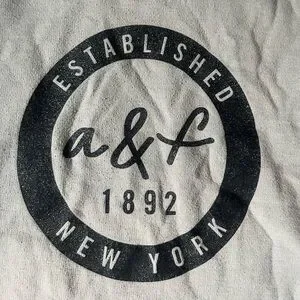 ESTABLISHED
a&f
1892
NEW YORK